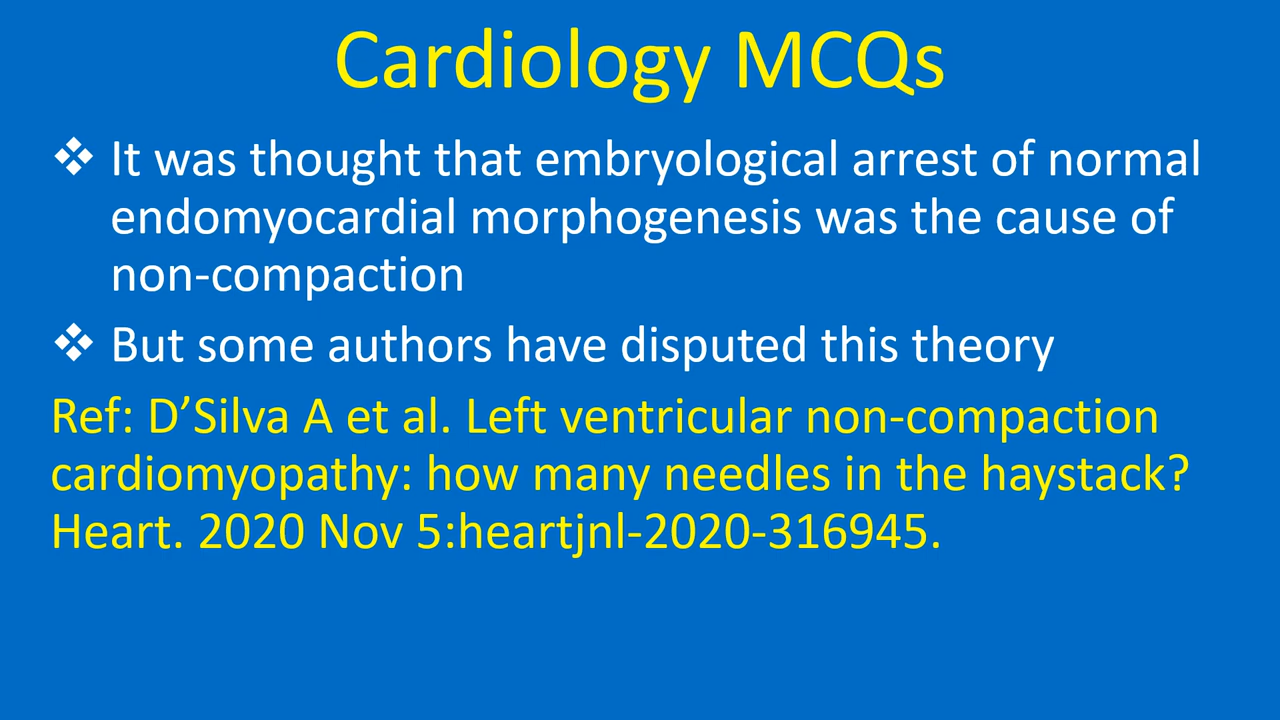 Cardiology MCQs
❖ It was thought that embryological arrest of normal
endomyocardial morphogenesis was the cause of
non-compaction
❖ But some authors have disputed this theory
Ref: D’Silva A et al. Left ventricular non-compaction
cardiomyopathy: how many needles in the haystack?
Heart. 2020 Nov 5:heartjnl-2020-316945.